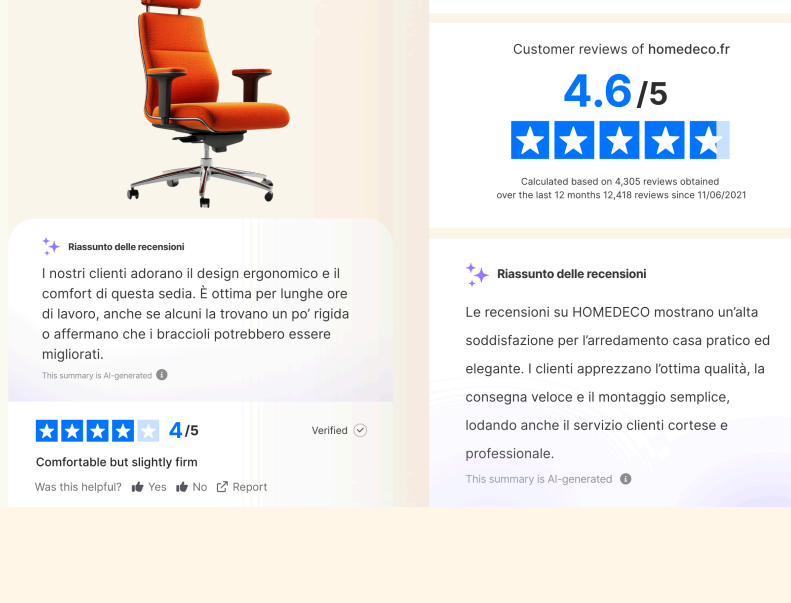 Riassunto delle recensioni
I nostri clienti adorano il design ergonomico e il
comfort di questa sedia. È ottima per lunghe ore
di lavoro, anche se alcuni la trovano un po’ rigida
o affermano che i braccioli potrebbero essere
migliorati.
This summary is AI-generated
4/5
Verified
Comfortable but slightly firm
Was this helpful? Yes No Report
Customer reviews of homedeco.fr
4.6/5
Calculated based on 4,305 reviews obtained
over the last 12 months 12,418 reviews since 11/06/2021
Riassunto delle recensioni
Le recensioni su HOMEDECO mostrano un’alta
soddisfazione per l’arredamento casa pratico ed
elegante. I clienti apprezzano l’ottima qualità, la
consegna veloce e il montaggio semplice,
lodando anche il servizio clienti cortese e
professionale.
This summary is AI-generated